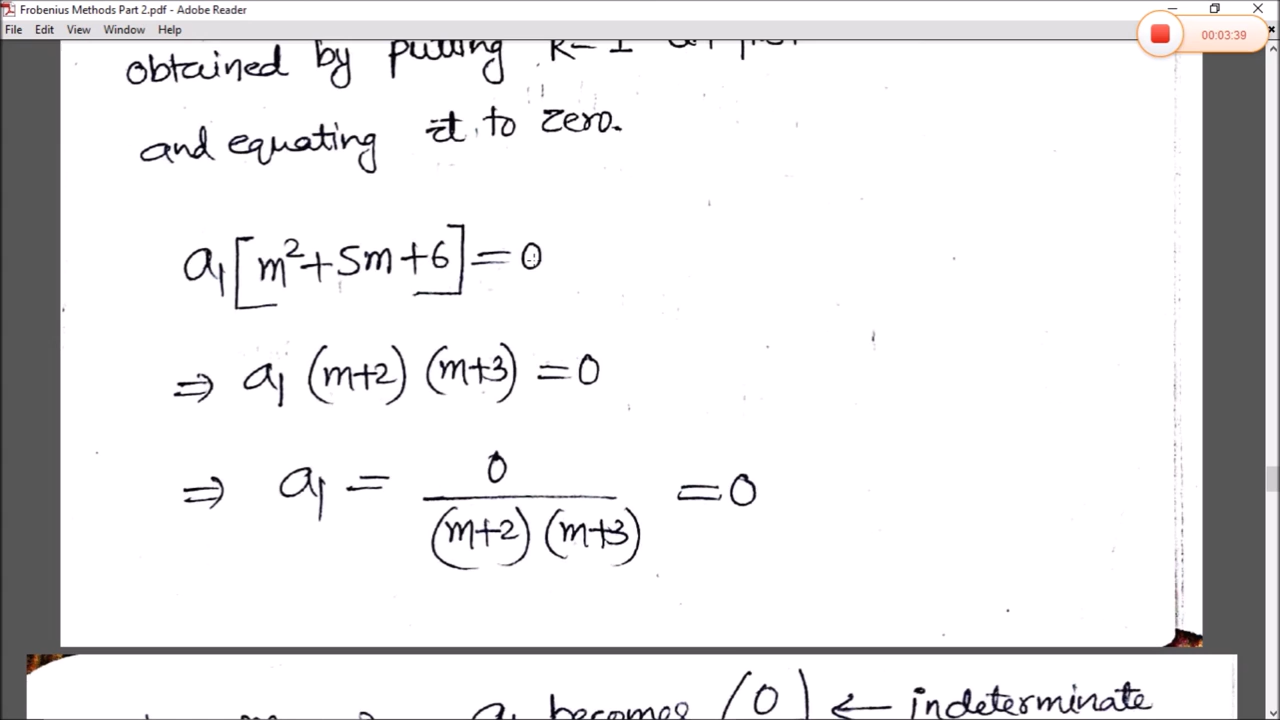 Frobenius Methods Part 2.pdf - Adobe Reader
File Edit View Window Help
00:03:39
obtained by putting K=1
and equating it to zero.
a₁[m²+5m+6]=0
⇒ a₁ (m+2) (m+3) =0
⇒ a₁ = 0/((m+2) (m+3)) =0
a₁ becomes (0) ← indeterminate